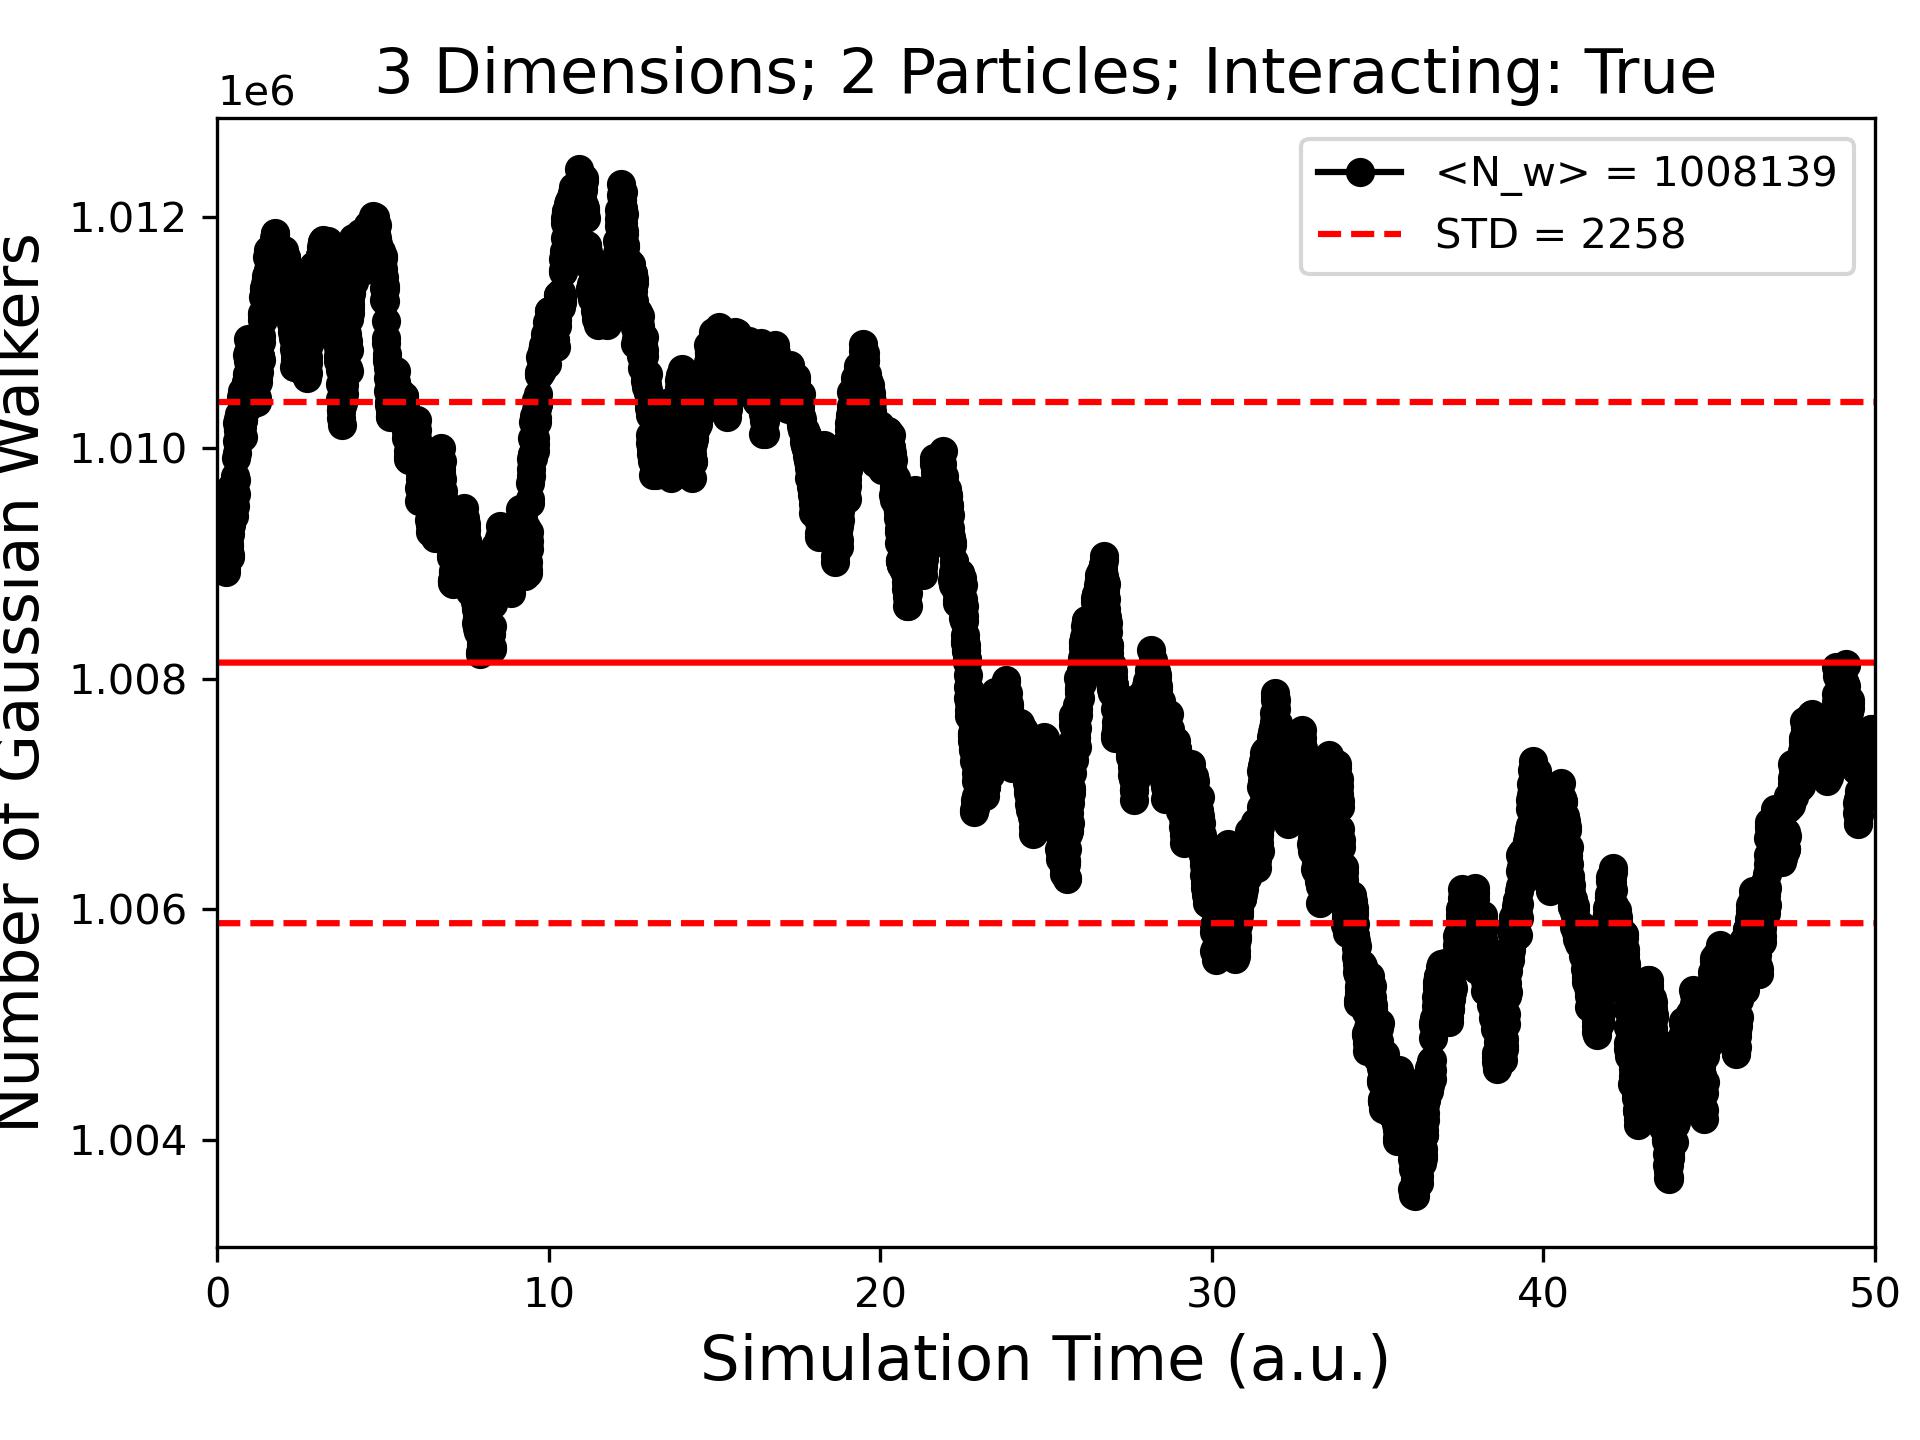 3 Dimensions; 2 Particles; Interacting: True
1e6
<N_w> = 1008139
STD = 2258
Number of Gaussian Walkers
1.012
1.010
1.008
1.006
1.004
0 10 20 30 40 50
Simulation Time (a.u.)